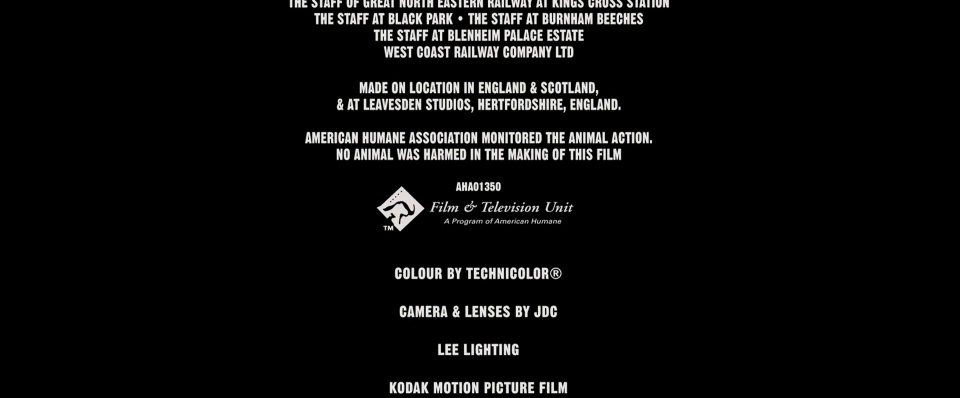 THE STAFF OF GREAT NORTH EASTERN RAILWAY AT KINGS CROSS STATION
THE STAFF AT BLACK PARK • THE STAFF AT BURNHAM BEECHES
THE STAFF AT BLENHEIM PALACE ESTATE
WEST COAST RAILWAY COMPANY LTD
MADE ON LOCATION IN ENGLAND & SCOTLAND,
& AT LEAVESDEN STUDIOS, HERTFORDSHIRE, ENGLAND.
AMERICAN HUMANE ASSOCIATION MONITORED THE ANIMAL ACTION.
NO ANIMAL WAS HARMED IN THE MAKING OF THIS FILM
AHA01350
Film & Television Unit
A Program of American Humane
TM
COLOUR BY TECHNICOLOR®
CAMERA & LENSES BY JDC
LEE LIGHTING
KODAK MOTION PICTURE FILM